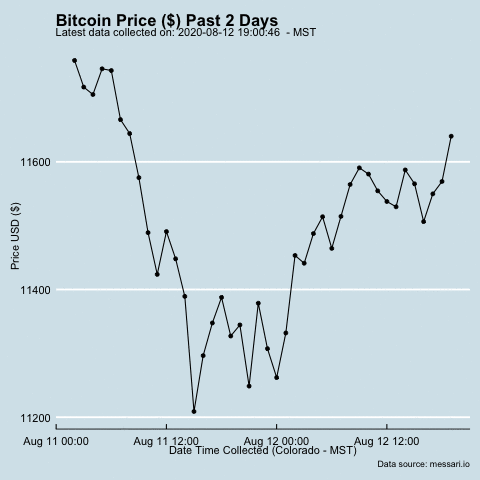 Bitcoin Price ($) Past 2 Days
Latest data collected on: 2020-08-12 19:00:46  - MST
11600
11400
11200
Price USD ($)
Aug 11 00:00 Aug 11 12:00 Aug 12 00:00 Aug 12 12:00
Date Time Collected (Colorado - MST)
Data source: messari.io